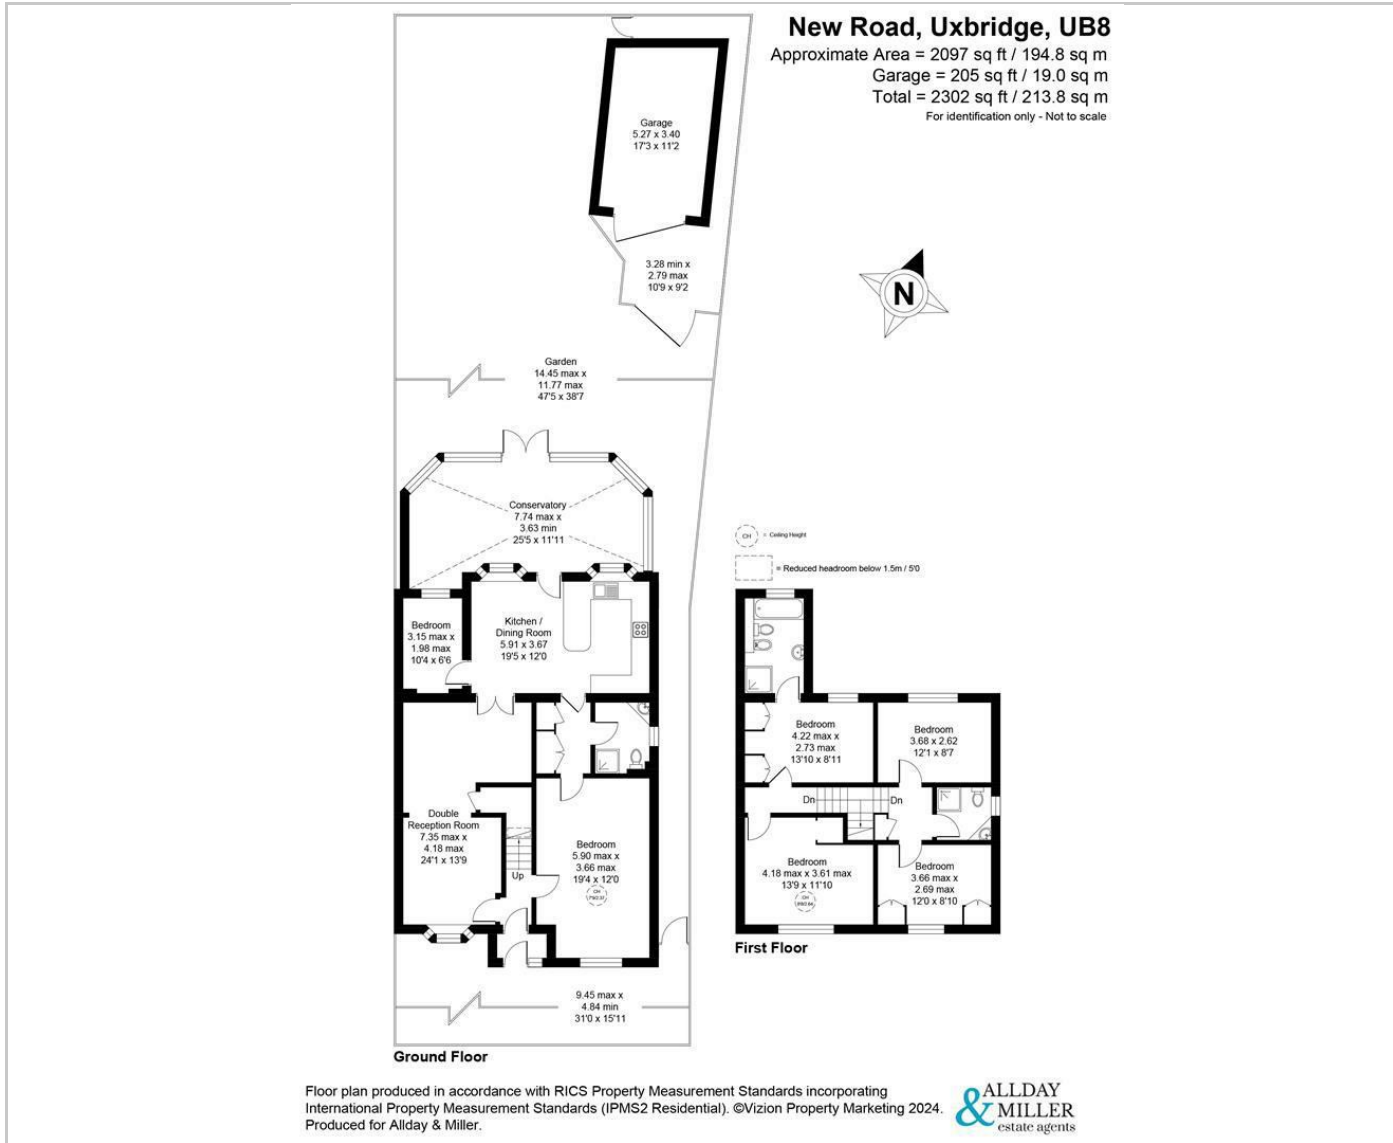 New Road, Uxbridge, UB8
Approximate Area = 2097 sq ft / 194.8 sq m
Garage = 205 sq ft / 19.0 sq m
Total = 2302 sq ft / 213.8 sq m
For identification only - Not to scale
Garage
5.27 x 3.40
17'3 x 11'2
3.28 min x
2.79 max
10'9 x 9'2
N
Garden
14.45 max x
11.77 max
47'5 x 38'7
Conservatory
7.74 max x
3.63 min
25'5 x 11'11
CH = Ceiling Height
= Reduced headroom below 1.5m / 5'0
Bedroom
3.15 max x
1.98 max
10'4 x 6'6
Kitchen /
Dining Room
5.91 x 3.67
19'5 x 12'0
Double
Reception Room
7.35 max x
4.18 max
24'1 x 13'9
Up
Bedroom
5.90 max x
3.66 max
19'4 x 12'0
CH
9.45 max x
4.84 min
31'0 x 15'11
Ground Floor
Bedroom
4.22 max x
2.73 max
13'10 x 8'11
Bedroom
3.68 x 2.62
12'1 x 8'7
Dn
Dn
Bedroom
4.18 max x 3.61 max
13'9 x 11'10
CH
Bedroom
3.66 max x
2.69 max
12'0 x 8'10
First Floor
Floor plan produced in accordance with RICS Property Measurement Standards incorporating
International Property Measurement Standards (IPMS2 Residential). ©Vizion Property Marketing 2024.
Produced for Allday & Miller.
ALLDAY
& MILLER
estate agents